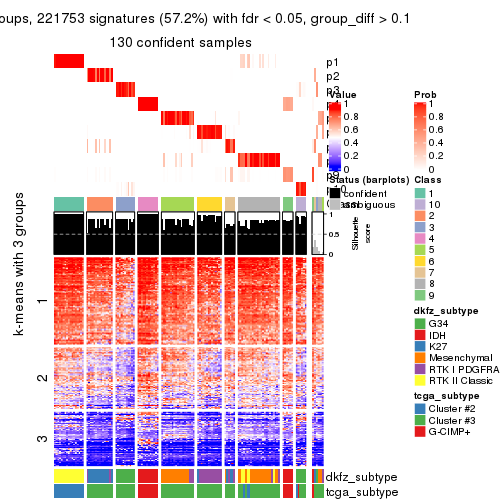 oups, 221753 signatures (57.2%) with fdr < 0.05, group_diff > 0.1
130 confident samples
p1
p2
p3
Value
1
0.8
0.6
0.4
0.2
0
Prob
1
0.8
0.6
0.4
0.2
0
Status (barplots)
confident
ambiguous
Class
1
10
2
3
4
5
6
7
8
9
1
0.5
0
Silhouette
score
k-means with 3 groups
1
2
3
dkfz_subtype
G34
IDH
K27
Mesenchymal
RTK I PDGFRA
RTK II Classic
tcga_subtype
Cluster #2
Cluster #3
G-CIMP+
dkfz_subtype
tcga_subtype